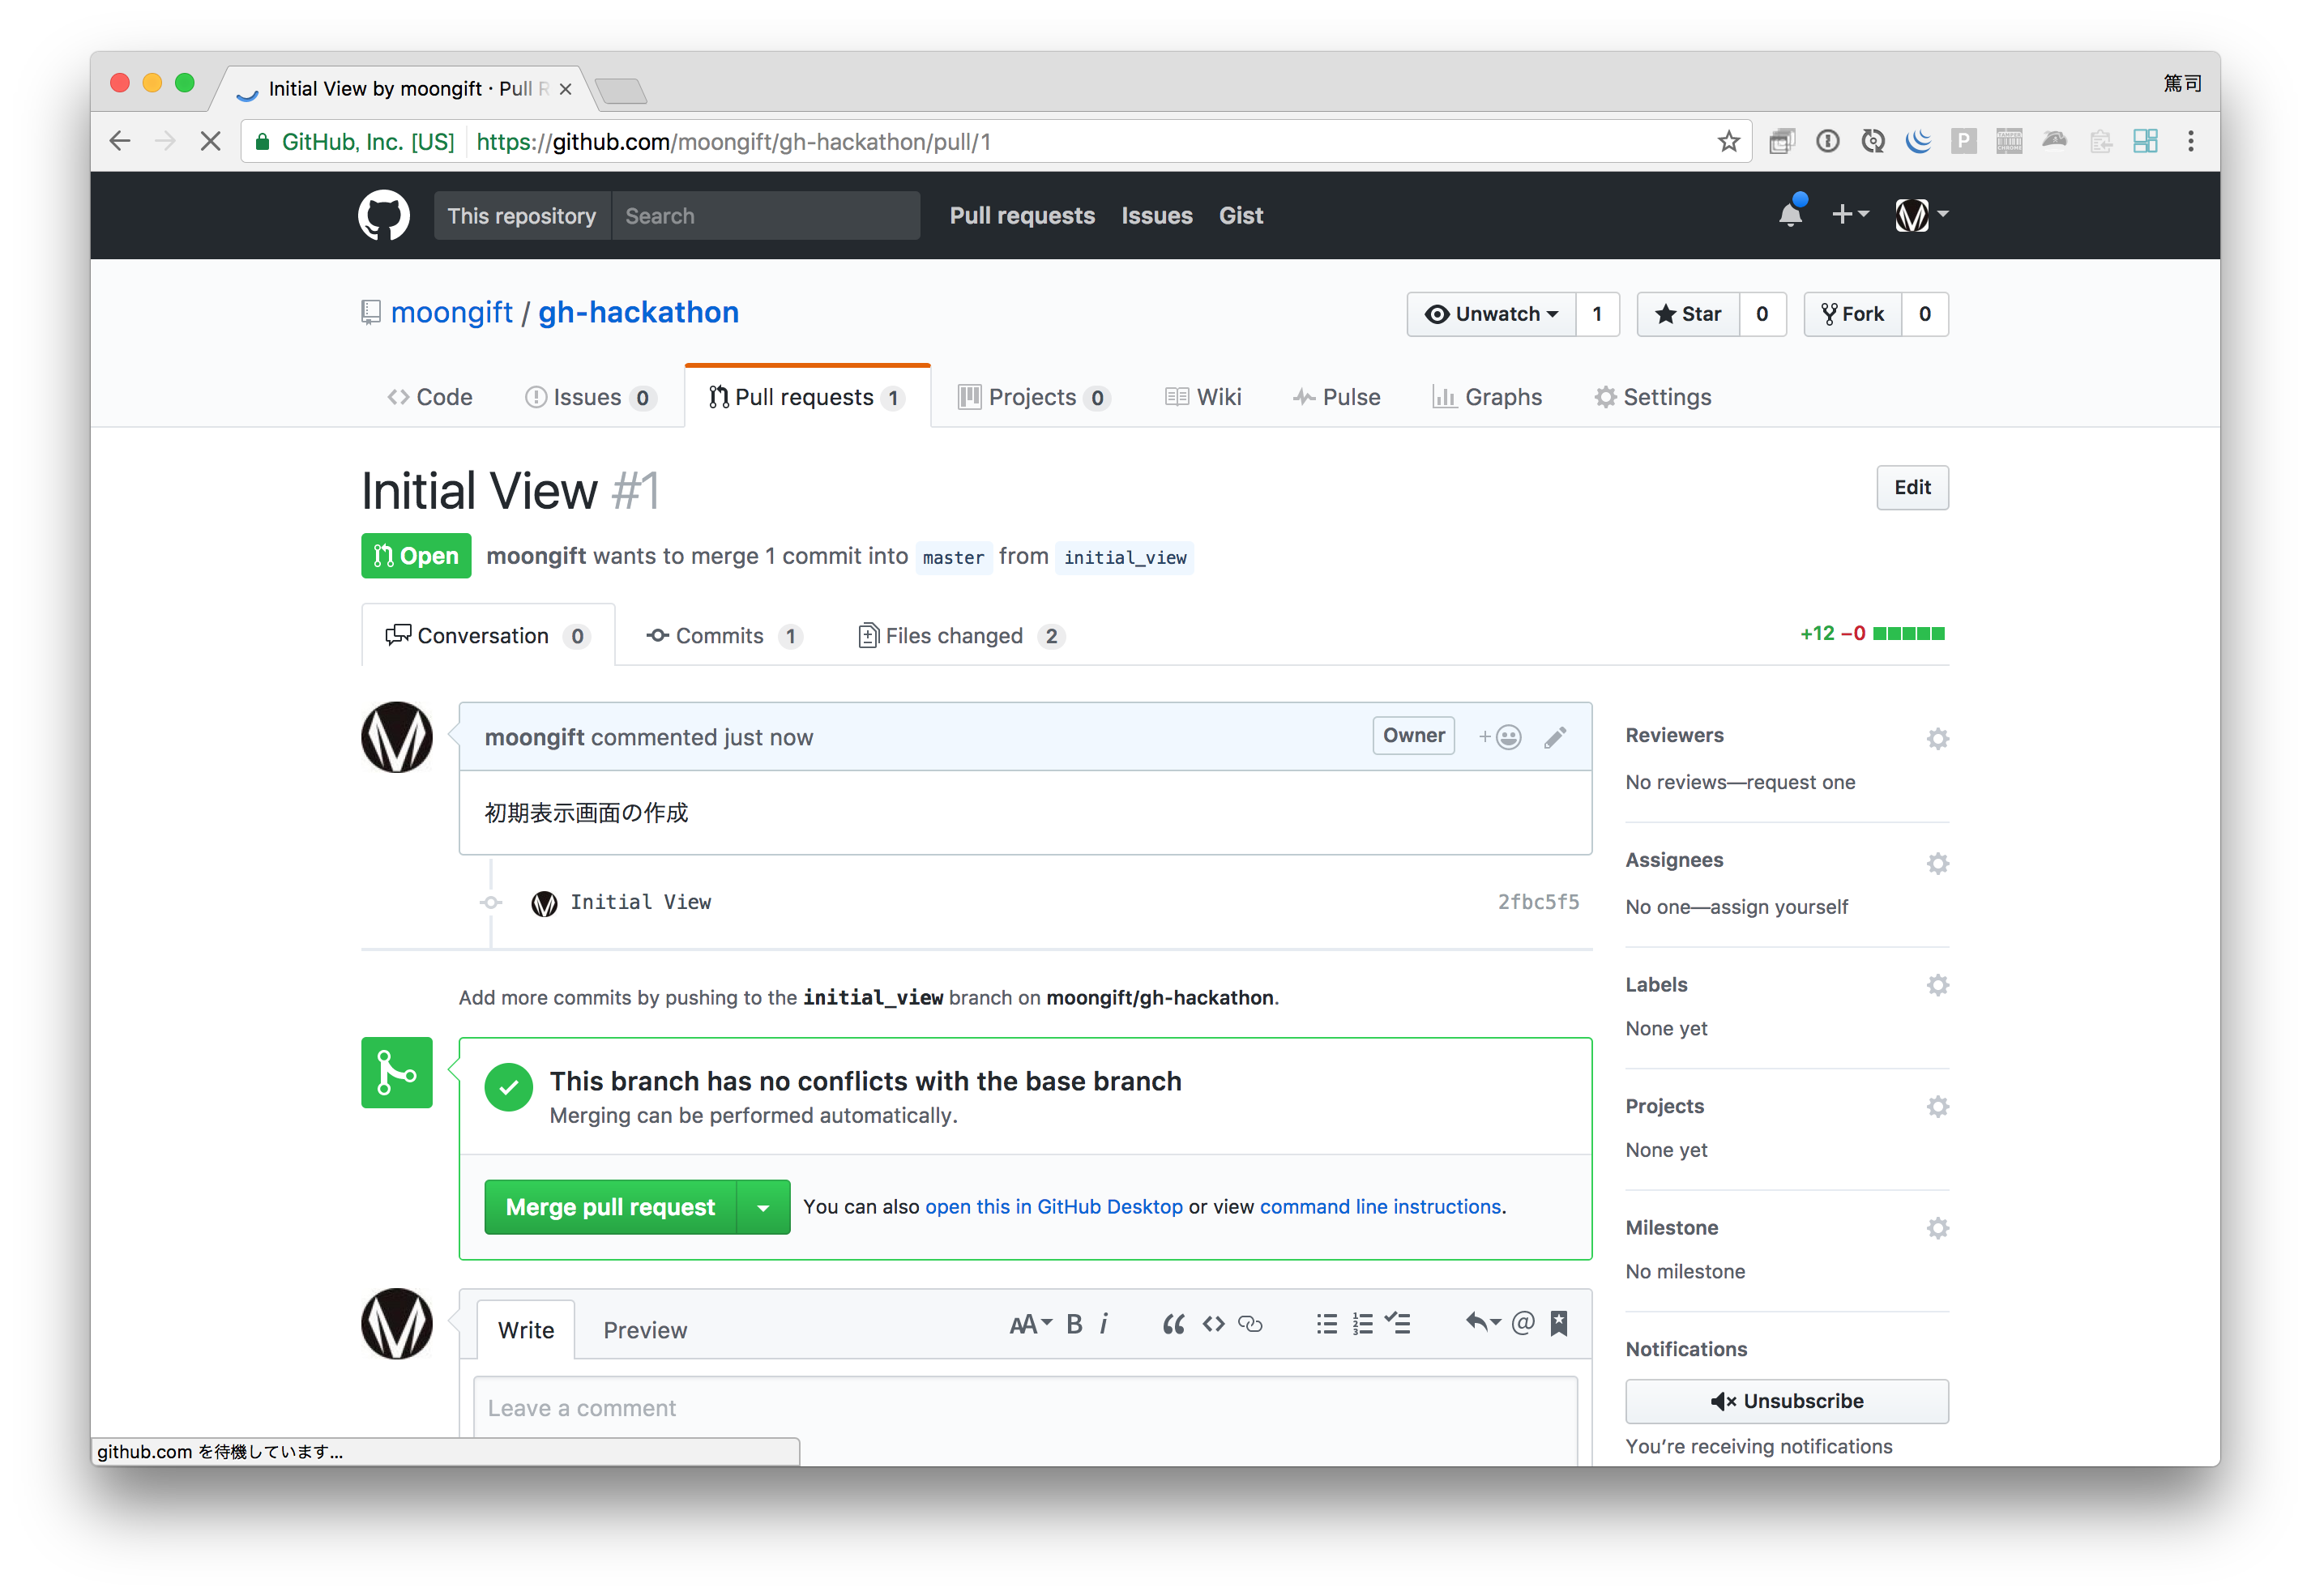 Initial View by moongift · Pull R
篤司
GitHub, Inc. [US] https://github.com/moongift/gh-hackathon/pull/1
This repository Search Pull requests Issues Gist
moongift / gh-hackathon
Unwatch 1 Star 0 Fork 0
Code Issues 0 Pull requests 1 Projects 0 Wiki Pulse Graphs Settings
Initial View #1
Edit
Open moongift wants to merge 1 commit into master from initial_view
Conversation 0 Commits 1 Files changed 2 +12 −0
moongift commented just now Owner
初期表示画面の作成
Initial View 2fbc5f5
Add more commits by pushing to the initial_view branch on moongift/gh-hackathon.
This branch has no conflicts with the base branch
Merging can be performed automatically.
Merge pull request You can also open this in GitHub Desktop or view command line instructions.
Write Preview
Leave a comment
Reviewers
No reviews—request one
Assignees
No one—assign yourself
Labels
None yet
Projects
None yet
Milestone
No milestone
Notifications
Unsubscribe
You're receiving notifications
github.com を待機しています...